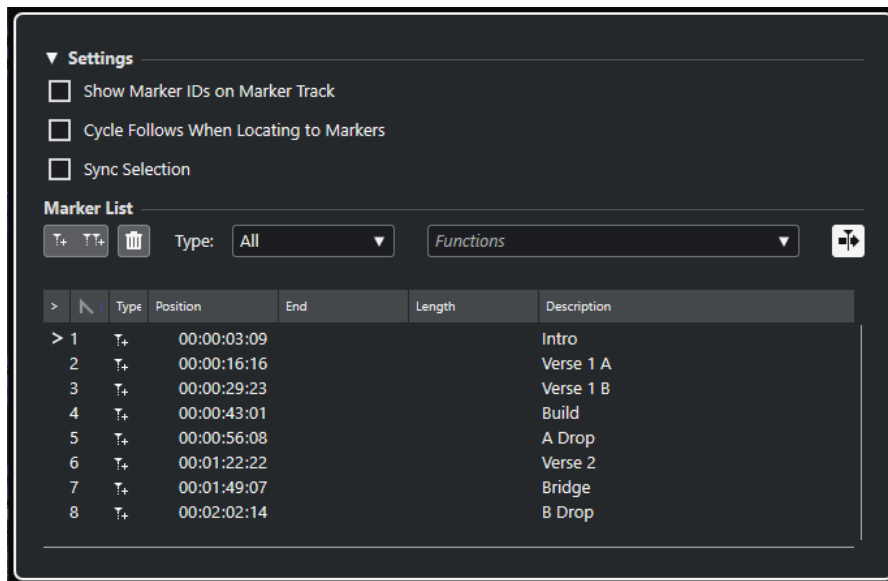 ▼ Settings
Show Marker IDs on Marker Track
Cycle Follows When Locating to Markers
Sync Selection
Marker List
Type: All Functions
> Type Position End Length Description
> 1 00:00:03:09 Intro
2 00:00:16:16 Verse 1 A
3 00:00:29:23 Verse 1 B
4 00:00:43:01 Build
5 00:00:56:08 A Drop
6 00:01:22:22 Verse 2
7 00:01:49:07 Bridge
8 00:02:02:14 B Drop